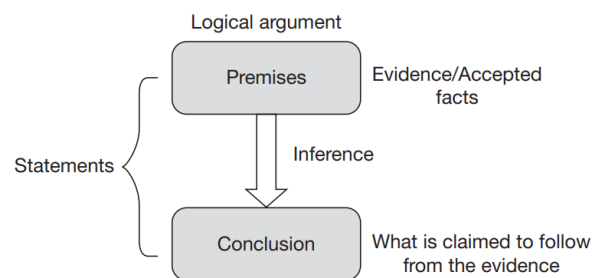 Logical argument
Premises
Evidence/Accepted
facts
Inference
Statements
Conclusion
What is claimed to follow
from the evidence